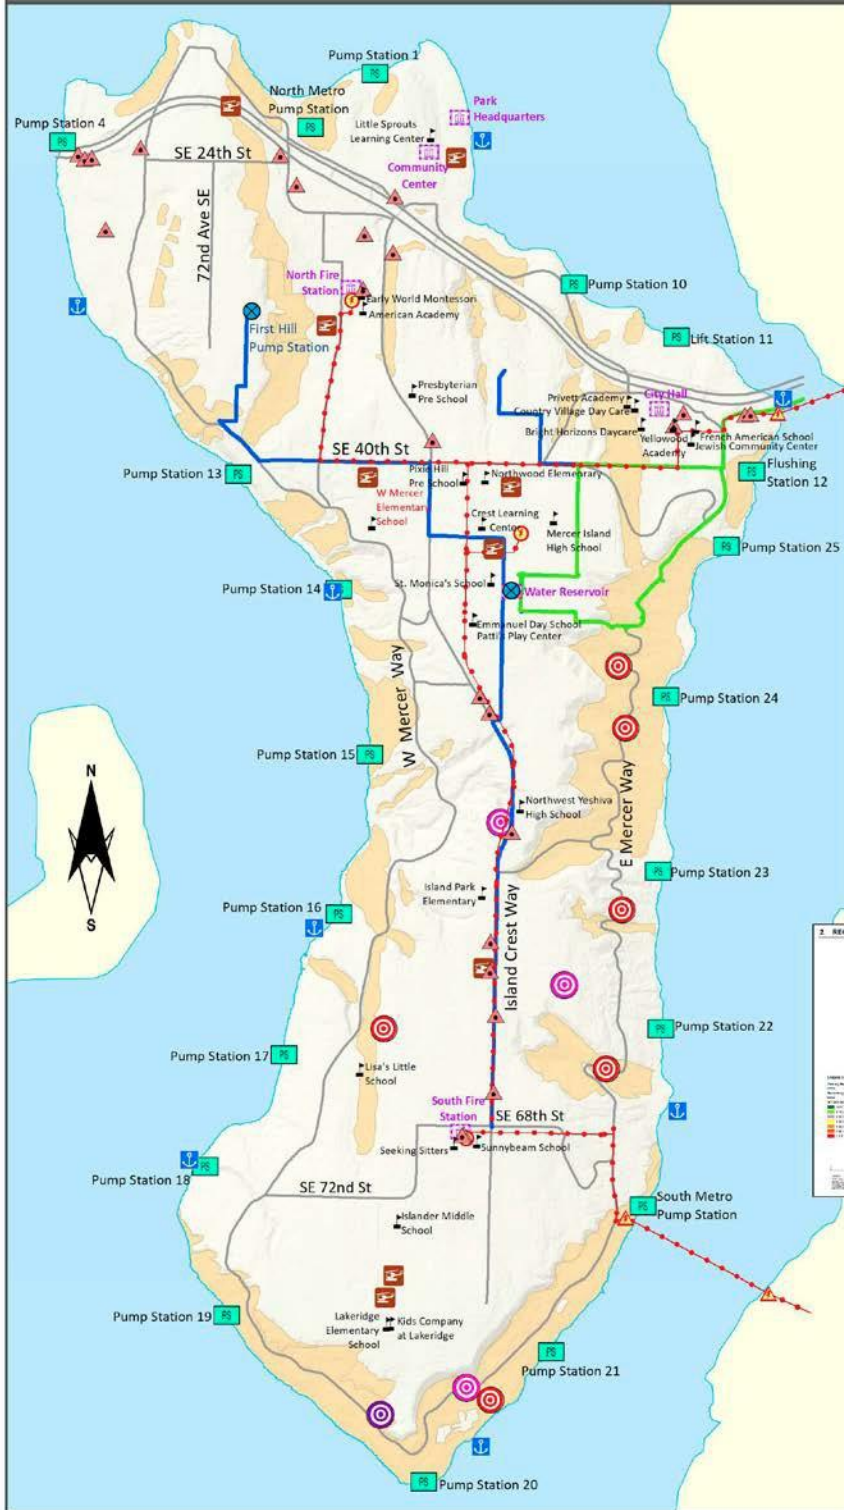 Pump Station 1
North Metro
Pump Station
Park
Headquarters
Pump Station 4
Little Sprouts
Learning Center
SE 24th St
Community
Center
72nd Ave SE
North Fire
Station
Pump Station 10
Early World Montessori
American Academy
First Hill
Pump Station
Lift Station 11
Presbyterian
Pre School
Privett Academy
City Hall
Country Village Day Care
Bright Horizons Daycare
Yellowood
Academy
French American School
Jewish Community Center
SE 40th St
Pump Station 13
Pixie Hill
Pre School
Northwood Elementary
Flushing
Station 12
W Mercer
Elementary
School
Crest Learning
Center
Mercer Island
High School
Pump Station 25
Pump Station 14
St. Monica's School
Water Reservoir
Emmanuel Day School
Patti's Play Center
W Mercer Way
Pump Station 24
Pump Station 15
E Mercer Way
N
S
Northwest Yeshiva
High School
Pump Station 23
Island Park
Elementary
Pump Station 16
Island Crest Way
Pump Station 22
Pump Station 17
Lisa's Little
School
South Fire
Station
SE 68th St
Seeking Sitters
Sunnybeam School
Pump Station 18
SE 72nd St
South Metro
Pump Station
Islander Middle
School
Pump Station 19
Lakeridge
Elementary
School
Kids Company
at Lakeridge
Pump Station 21
Pump Station 20